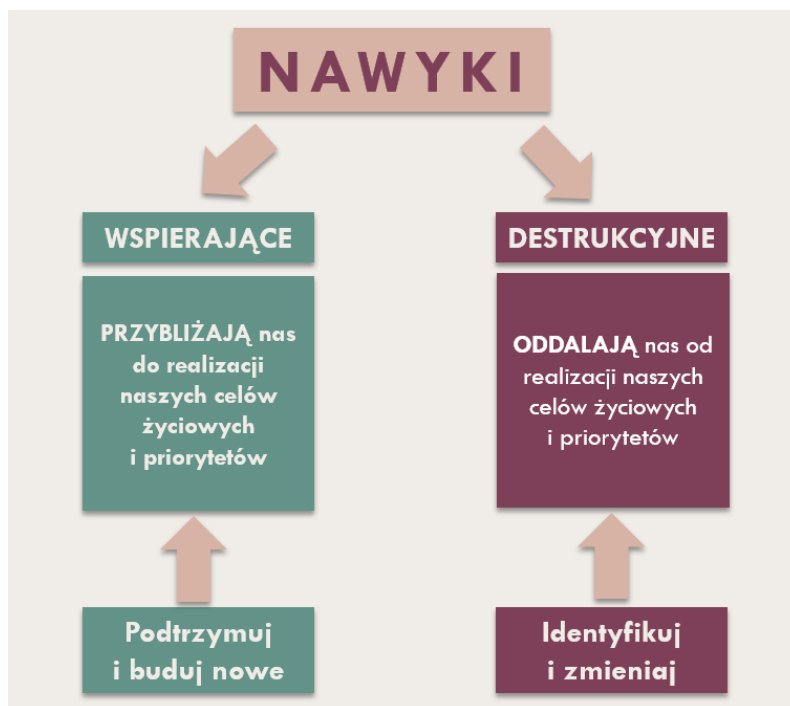 NAWYKI
WSPIERAJĄCE
PRZYBLIŻAJĄ nas
do realizacji
naszych celów
życiowych
i priorytetów
Podtrzymuj
i buduj nowe
DESTRUKCYJNE
ODDALAJĄ nas od
realizacji naszych
celów życiowych
i priorytetów
Identyfikuj
i zmieniaj